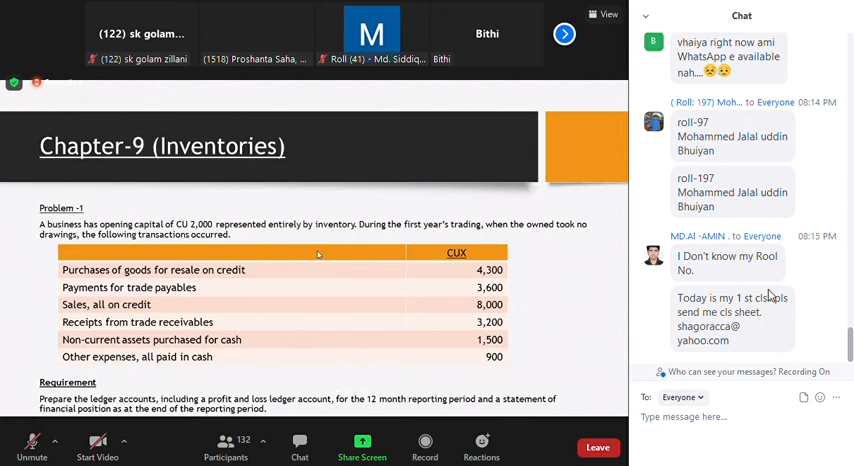 (122) sk golam...
M
Bithi
View
(122) sk golam zillani
(1518) Proshanta Saha, ...
Roll (41) - Md. Siddiq...
Bithi
Chapter-9 (Inventories)
Problem -1
A business has opening capital of CU 2,000 represented entirely by inventory. During the first year's trading, when the owned took no
drawings, the following transactions occurred.
CUX
Purchases of goods for resale on credit 4,300
Payments for trade payables 3,600
Sales, all on credit 8,000
Receipts from trade receivables 3,200
Non-current assets purchased for cash 1,500
Other expenses, all paid in cash 900
Requirement
Prepare the ledger accounts, including a profit and loss ledger account, for the 12 month reporting period and a statement of
financial position as at the end of the reporting period.
Unmute
Start Video
132
Participants
Chat
Share Screen
Record
Reactions
Leave
Chat
B
vhaiya right now ami
WhatsApp e available
nah....
( Roll: 197) Moh... to Everyone 08:14 PM
roll-97
Mohammed Jalal uddin
Bhuiyan
roll-197
Mohammed Jalal uddin
Bhuiyan
MD.Al -AMIN . to Everyone 08:15 PM
I Don't know my Rool
No.
Today is my 1 st cls. pls
send me cls sheet.
shagoracca@
yahoo.com
Who can see your messages? Recording On
To: Everyone
Type message here...